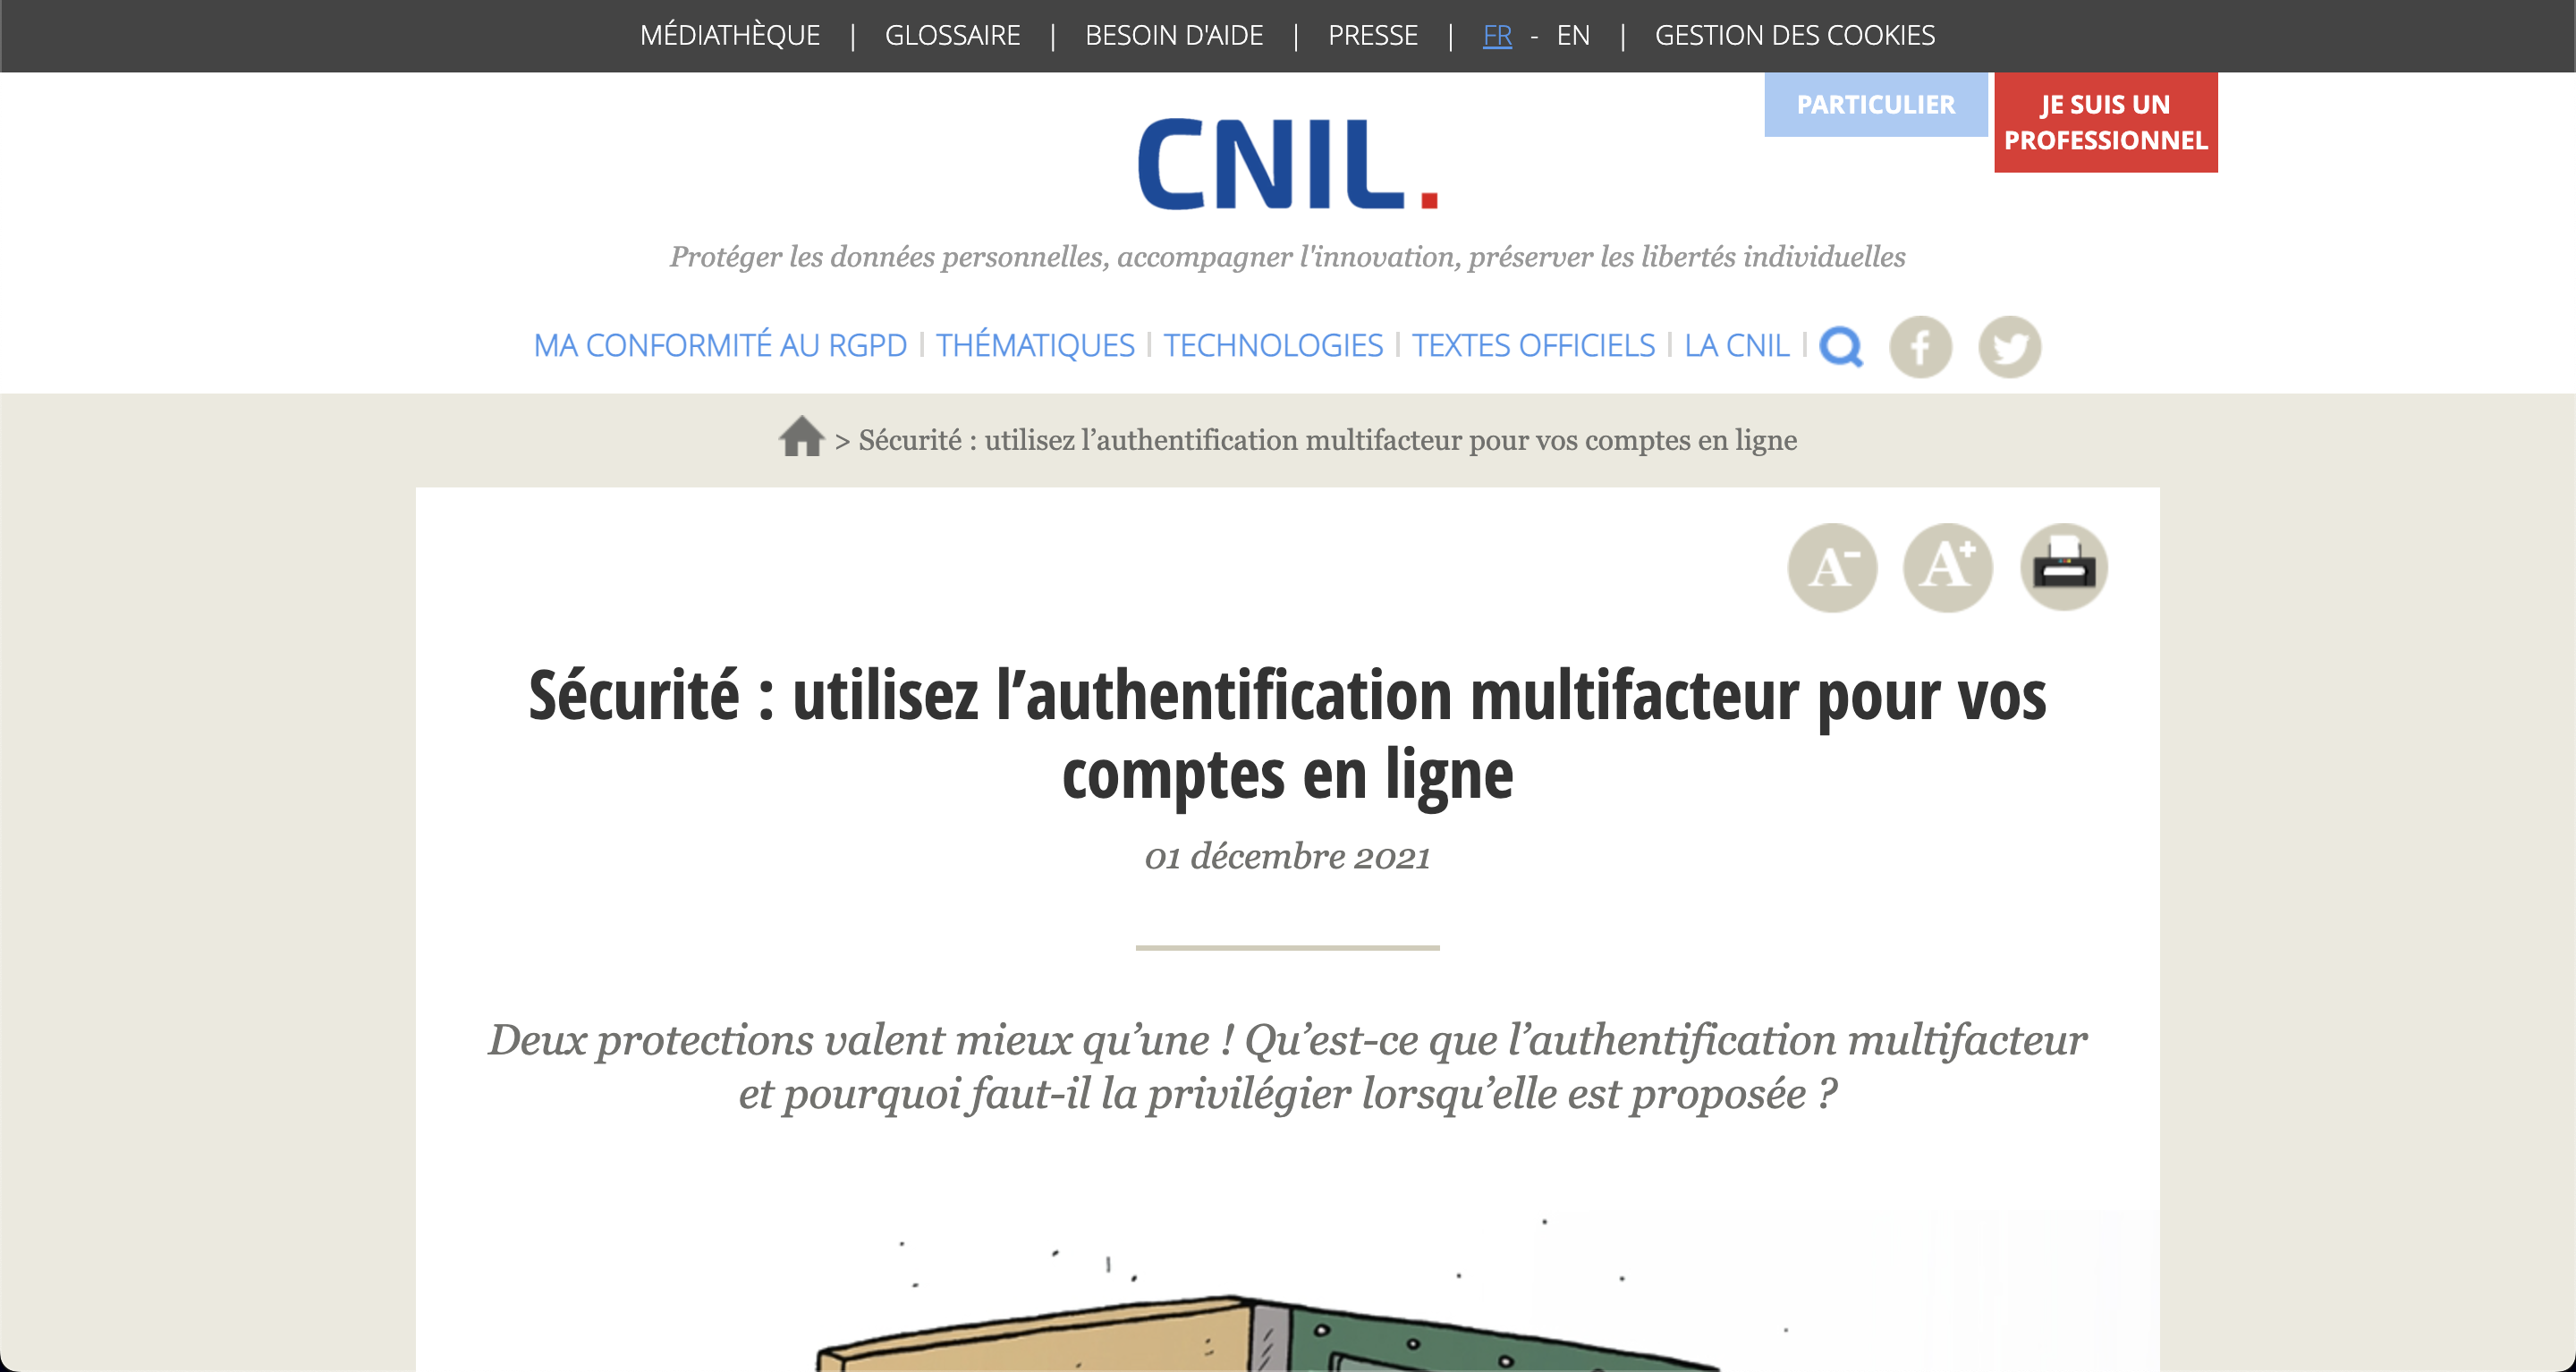 MÉDIATHÈQUE | GLOSSAIRE | BESOIN D'AIDE | PRESSE | FR - EN | GESTION DES COOKIES
PARTICULIER
JE SUIS UN
PROFESSIONNEL
CNIL.
Protéger les données personnelles, accompagner l'innovation, préserver les libertés individuelles
MA CONFORMITÉ AU RGPD | THÉMATIQUES | TECHNOLOGIES | TEXTES OFFICIELS | LA CNIL |
> Sécurité : utilisez l’authentification multifacteur pour vos comptes en ligne
A- A+
Sécurité : utilisez l’authentification multifacteur pour vos
comptes en ligne
01 décembre 2021
Deux protections valent mieux qu’une ! Qu’est-ce que l’authentification multifacteur
et pourquoi faut-il la privilégier lorsqu’elle est proposée ?